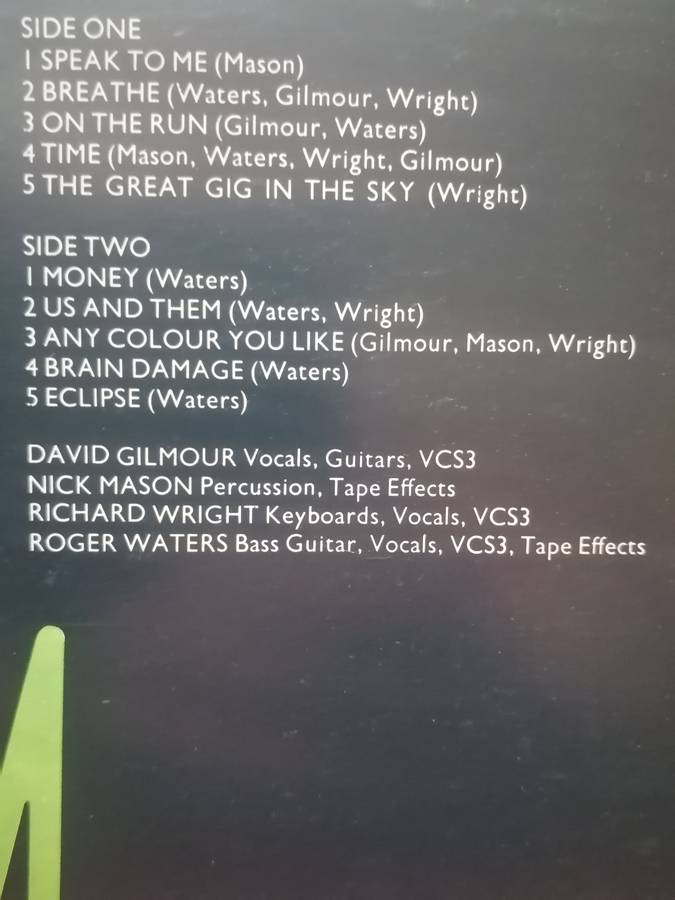 SIDE ONE
1 SPEAK TO ME (Mason)
2 BREATHE (Waters, Gilmour, Wright)
3 ON THE RUN (Gilmour, Waters)
4 TIME (Mason, Waters, Wright, Gilmour)
5 THE GREAT GIG IN THE SKY (Wright)
SIDE TWO
1 MONEY (Waters)
2 US AND THEM (Waters, Wright)
3 ANY COLOUR YOU LIKE (Gilmour, Mason, Wright)
4 BRAIN DAMAGE (Waters)
5 ECLIPSE (Waters)
DAVID GILMOUR Vocals, Guitars, VCS3
NICK MASON Percussion, Tape Effects
RICHARD WRIGHT Keyboards, Vocals, VCS3
ROGER WATERS Bass Guitar, Vocals, VCS3, Tape Effects